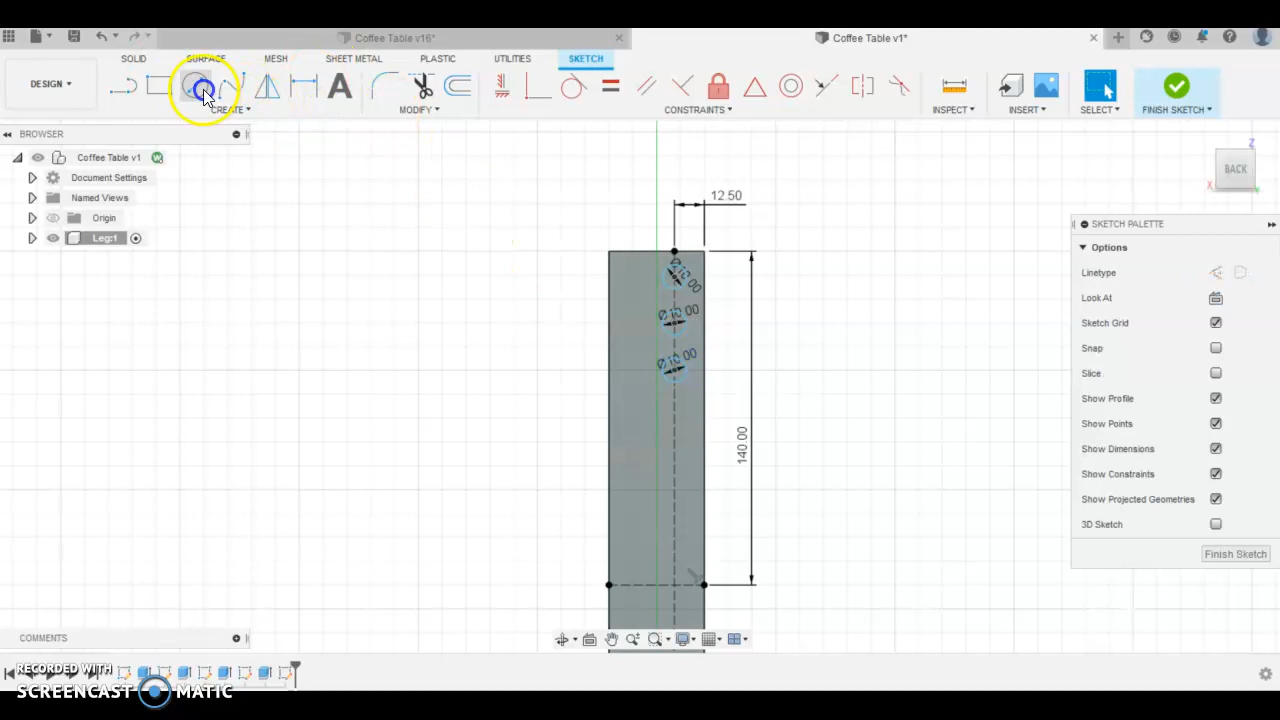 Coffee Table v16*
Coffee Table v1*
SOLID
SURFACE
MESH
SHEET METAL
PLASTIC
UTILITIES
SKETCH
DESIGN
CREATE
MODIFY
CONSTRAINTS
INSPECT
INSERT
SELECT
FINISH SKETCH
BROWSER
Coffee Table v1
Document Settings
Named Views
Origin
Leg:1
BACK
Z
X
Y
12.50
Ø10.00
Ø10.00
140.00
SKETCH PALETTE
Options
Linetype
Look At
Sketch Grid
Snap
Slice
Show Profile
Show Points
Show Dimensions
Show Constraints
Show Projected Geometries
3D Sketch
Finish Sketch
COMMENTS
RECORDED WITH
SCREENCAST MATIC